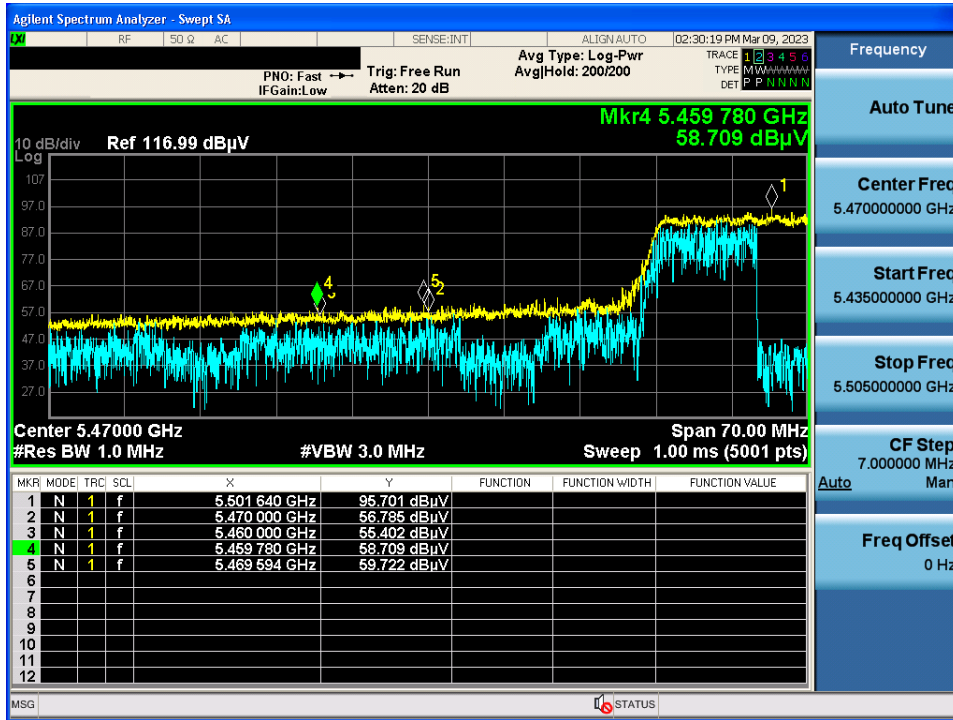 Agilent Spectrum Analyzer - Swept SA
LXI RF 50 Ω AC SENSE:INT ALIGN AUTO 02:30:19 PM Mar 09, 2023
Frequency
PNO: Fast Trig: Free Run Avg Type: Log-Pwr TRACE 1 2 3 4 5 6
IFGain:Low Atten: 20 dB Avg|Hold: 200/200 TYPE M
DET P P N N N N
Auto Tune
Mkr4 5.459 780 GHz
10 dB/div Ref 116.99 dBµV 58.709 dBµV
Log
107
97.0
87.0
77.0
67.0
57.0
47.0
37.0
27.0
1
4
5
2
Center Freq
5.470000000 GHz
Start Freq
5.435000000 GHz
Stop Freq
5.505000000 GHz
Center 5.47000 GHz Span 70.00 MHz
#Res BW 1.0 MHz #VBW 3.0 MHz Sweep 1.00 ms (5001 pts)
CF Step
7.000000 MHz
Auto Man
MKR MODE TRC SCL X Y FUNCTION FUNCTION WIDTH FUNCTION VALUE
1 N 1 f 5.501 640 GHz 95.701 dBµV
2 N 1 f 5.470 000 GHz 56.785 dBµV
3 N 1 f 5.460 000 GHz 55.402 dBµV
4 N 1 f 5.459 780 GHz 58.709 dBµV
5 N 1 f 5.469 594 GHz 59.722 dBµV
6
7
8
9
10
11
12
Freq Offset
0 Hz
MSG STATUS